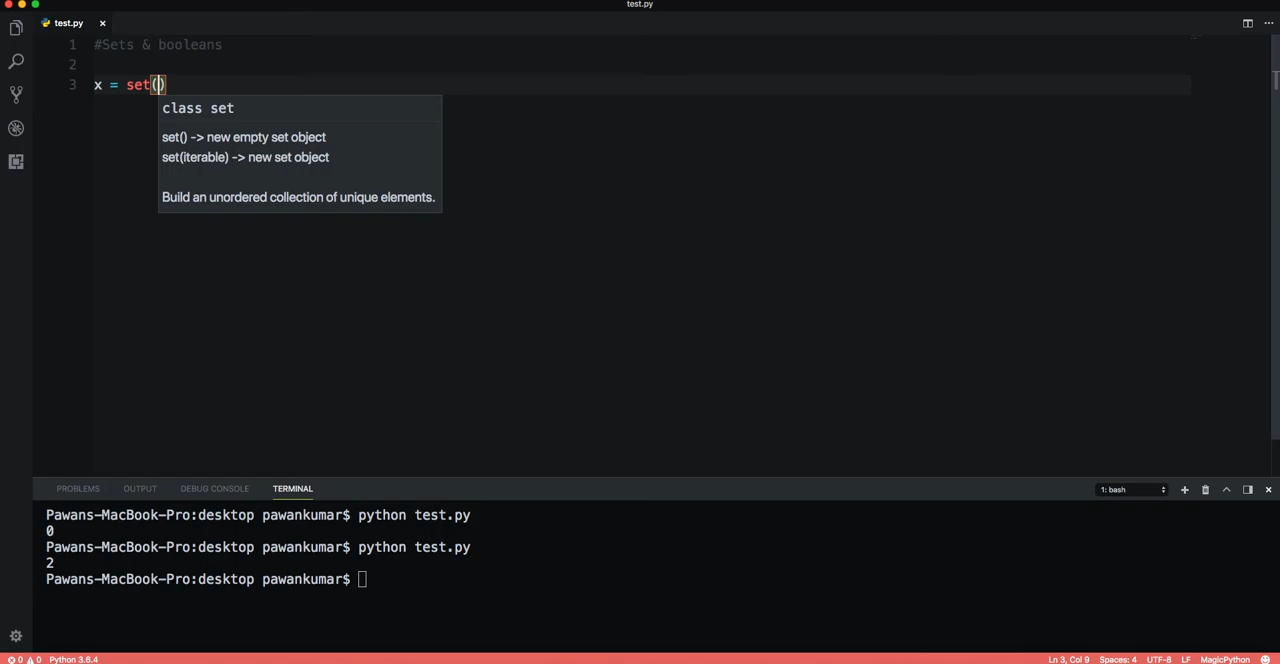 test.py
test.py
1 #Sets & booleans
2
3 x = set()
class set
set() -> new empty set object
set(iterable) -> new set object
Build an unordered collection of unique elements.
PROBLEMS OUTPUT DEBUG CONSOLE TERMINAL 1: bash
Pawans-MacBook-Pro:desktop pawankumar$ python test.py
0
Pawans-MacBook-Pro:desktop pawankumar$ python test.py
2
Pawans-MacBook-Pro:desktop pawankumar$
0 0 Python 3.6.4 Ln 3, Col 9 Spaces: 4 UTF-8 LF MagicPython